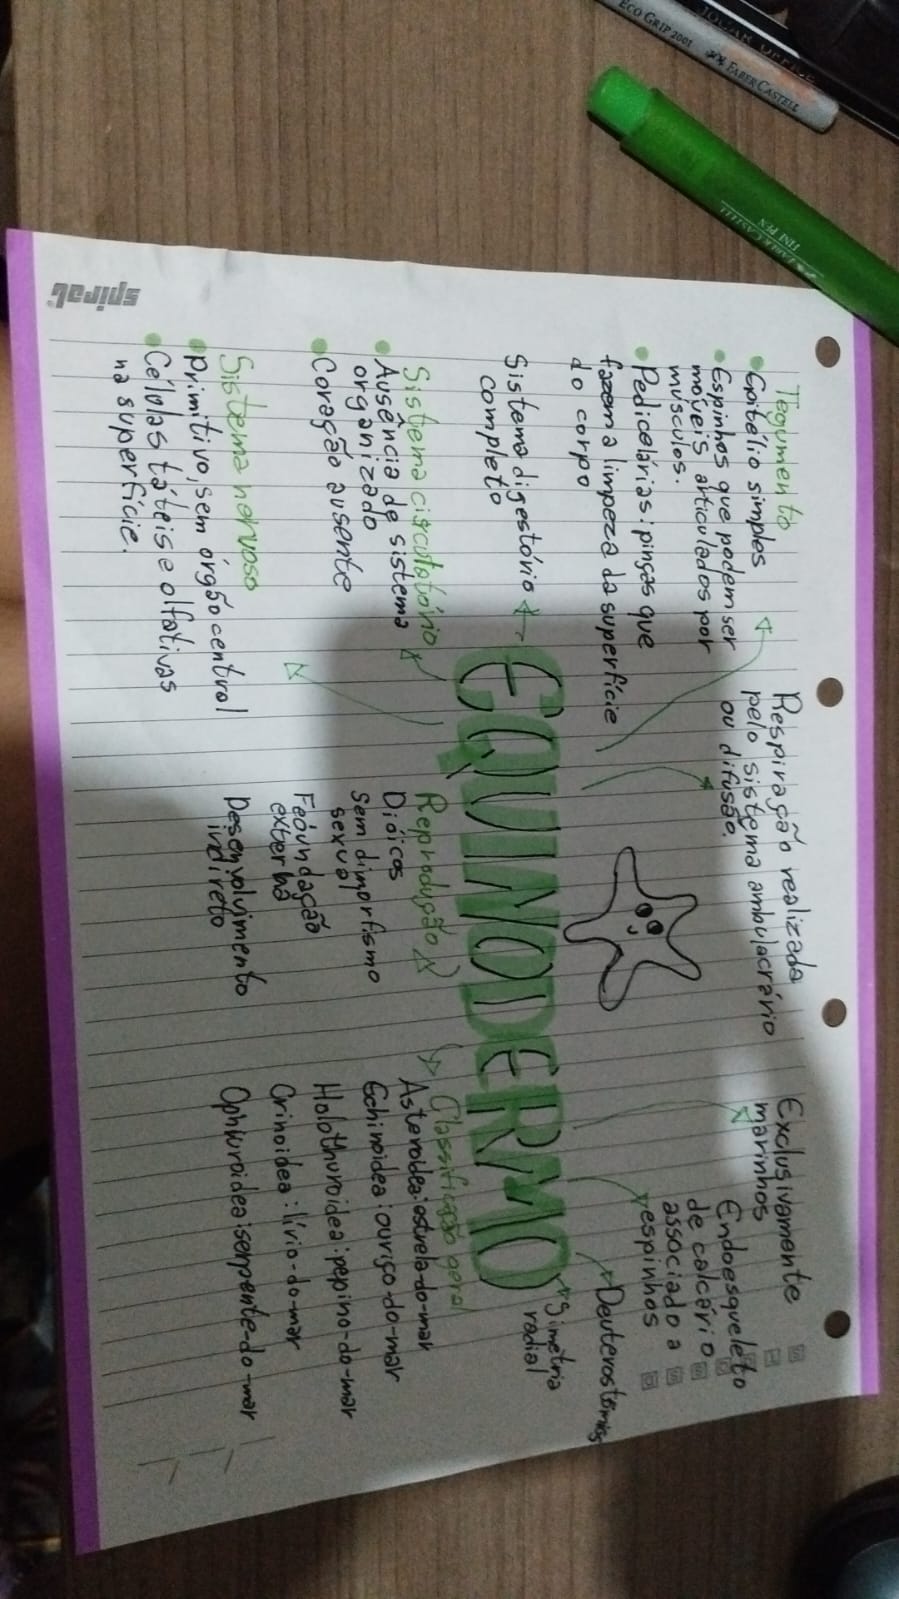 ECO GRIP 2001
FABER CASTELL
FABER CASTELL
FINE PEN
spiral
EQUINODERMO
Tegumento
Epitélio simples
Espinhos que podem ser
móveis articulados por
músculos.
Pedicelárias: pinças que
fazem a limpeza da superfície
do corpo
Respiração realizada
pelo sistema ambulacrário
ou difusão.
Exclusivamente
marinhos
Endoesqueleto
de calcário
associado a
espinhos
Deuterostômios
Simetria
radial
Sistema digestório
completo
Sistema circulatório
Ausência de sistema
organizado
Coração ausente
Sistema nervoso
Primitivo, sem órgão central
Células táteis e olfativas
na superfície.
Reprodução
Dióicos
Sem dimorfismo
sexual
Fecundação
externa
Desenvolvimento
indireto
Classificação geral
Asteroidea: estrela-do-mar
Echinoidea: ouriço-do-mar
Holothuroidea: pepino-do-mar
Crinoidea: lírio-do-mar
Ophiuroidea: serpente-do-mar